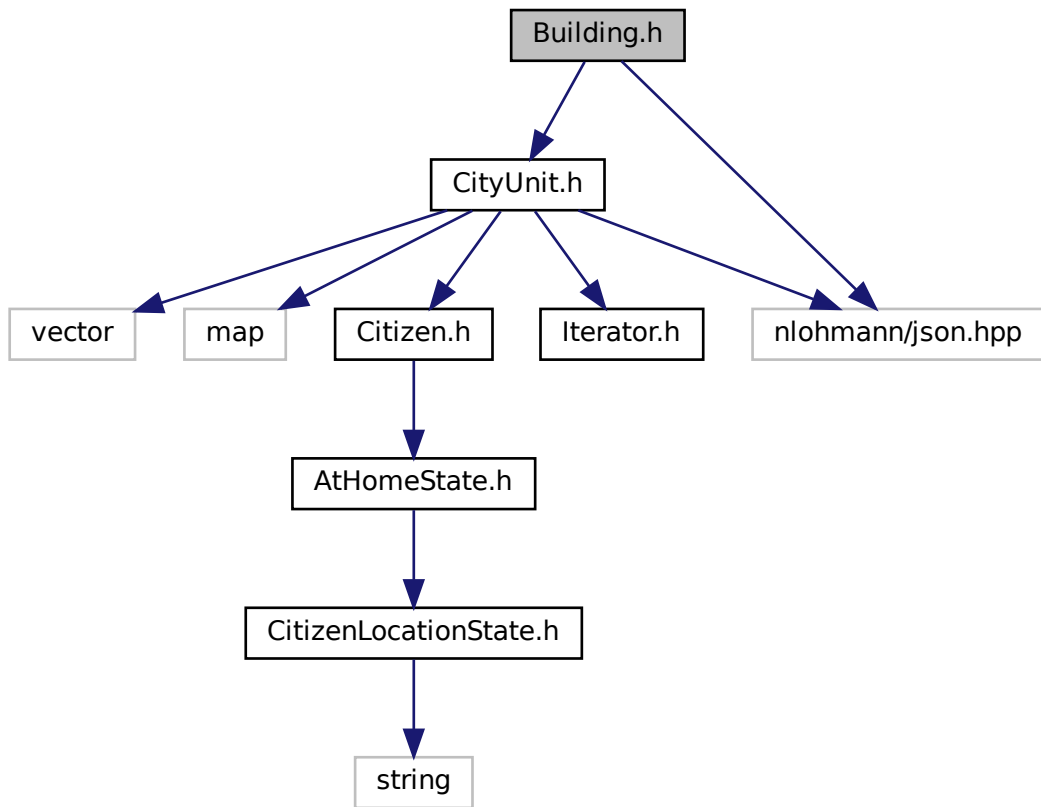 Building.h
CityUnit.h
vector
map
Citizen.h
Iterator.h
nlohmann/json.hpp
AtHomeState.h
CitizenLocationState.h
string